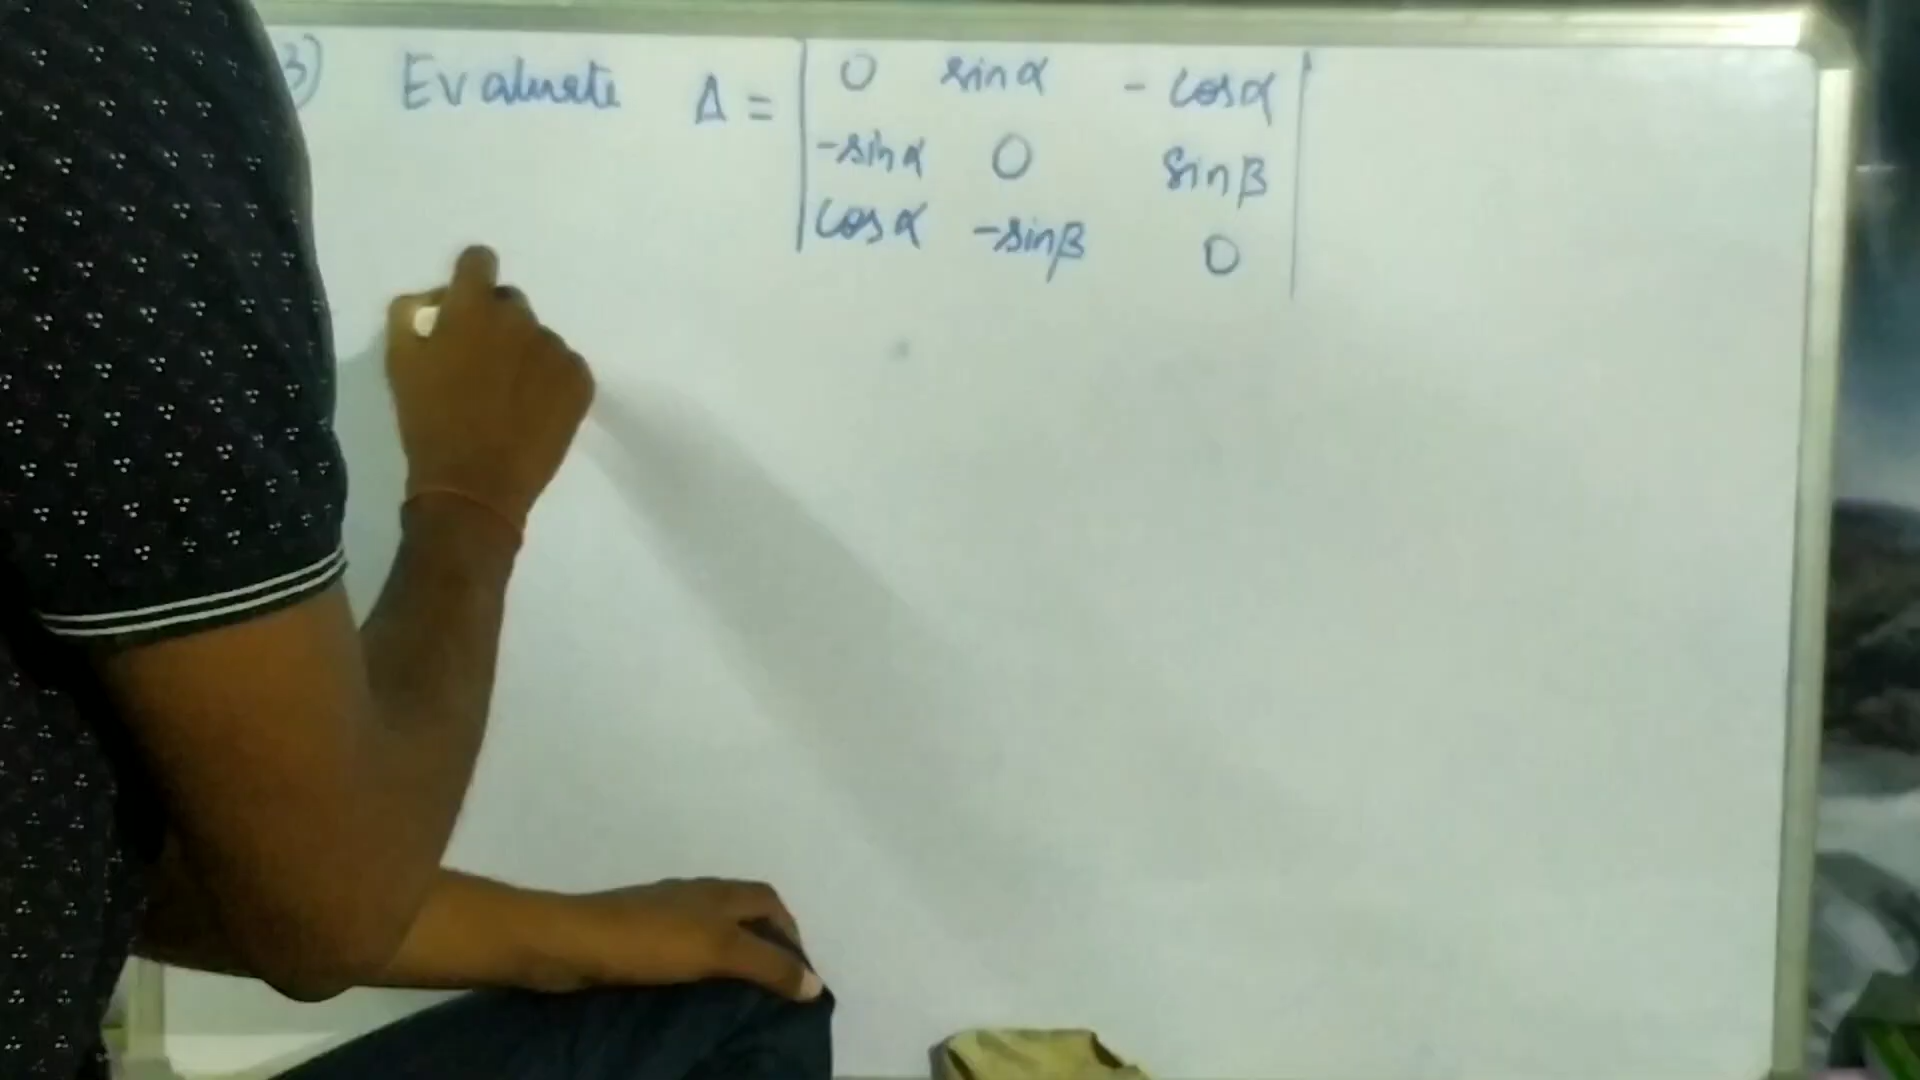 3) Evaluate Δ = | 0 sinα - cosα |
-sinα 0 sinβ
cosα -sinβ 0